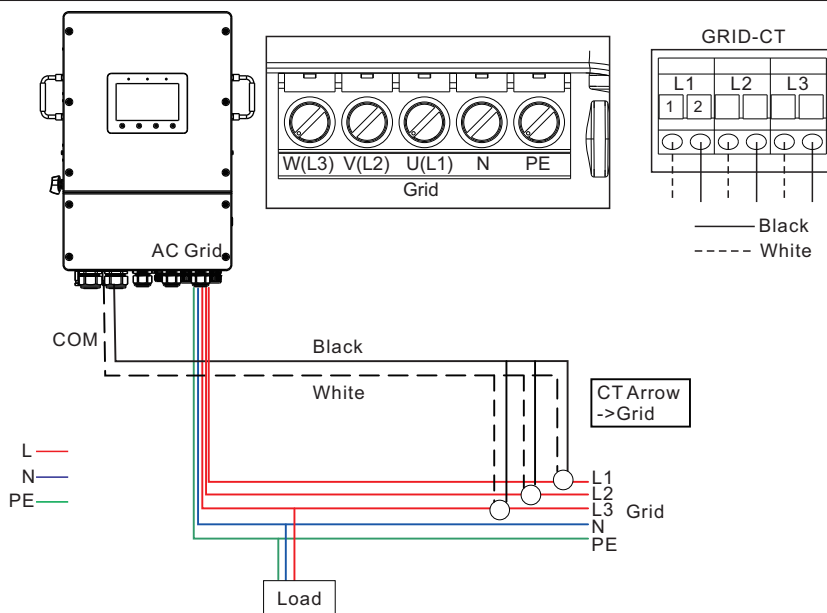 GRID-CT
L1 L2 L3
1 2
Black
White
W(L3) V(L2) U(L1) N PE
Grid
AC Grid
COM
Black
White
CT Arrow
->Grid
L
N
PE
L1
L2
L3
N
PE
Grid
Load